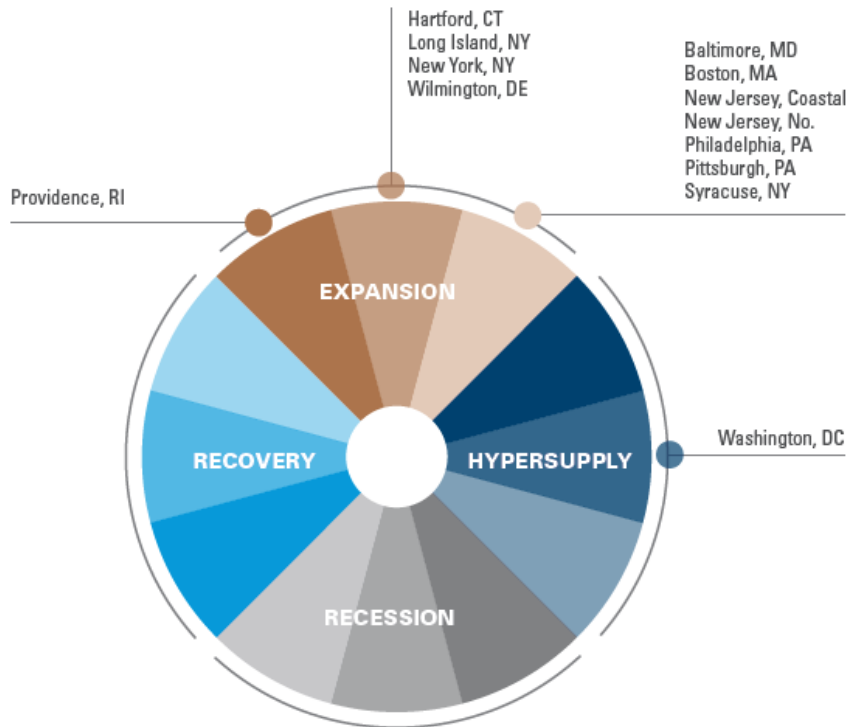 Hartford, CT
Long Island, NY
New York, NY
Wilmington, DE
Baltimore, MD
Boston, MA
New Jersey, Coastal
New Jersey, No.
Philadelphia, PA
Pittsburgh, PA
Syracuse, NY
Providence, RI
EXPANSION
Washington, DC
RECOVERY
HYPERSUPPLY
RECESSION